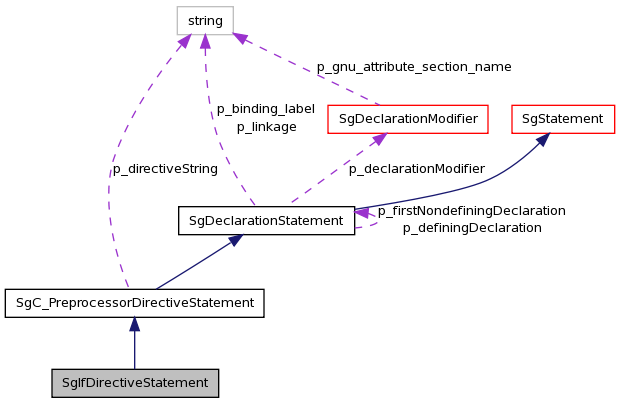 string
p_gnu_attribute_section_name
p_binding_label
p_linkage
SgDeclarationModifier
SgStatement
p_directiveString
p_declarationModifier
SgDeclarationStatement
p_firstNondefiningDeclaration
p_definingDeclaration
SgC_PreprocessorDirectiveStatement
SgIfDirectiveStatement